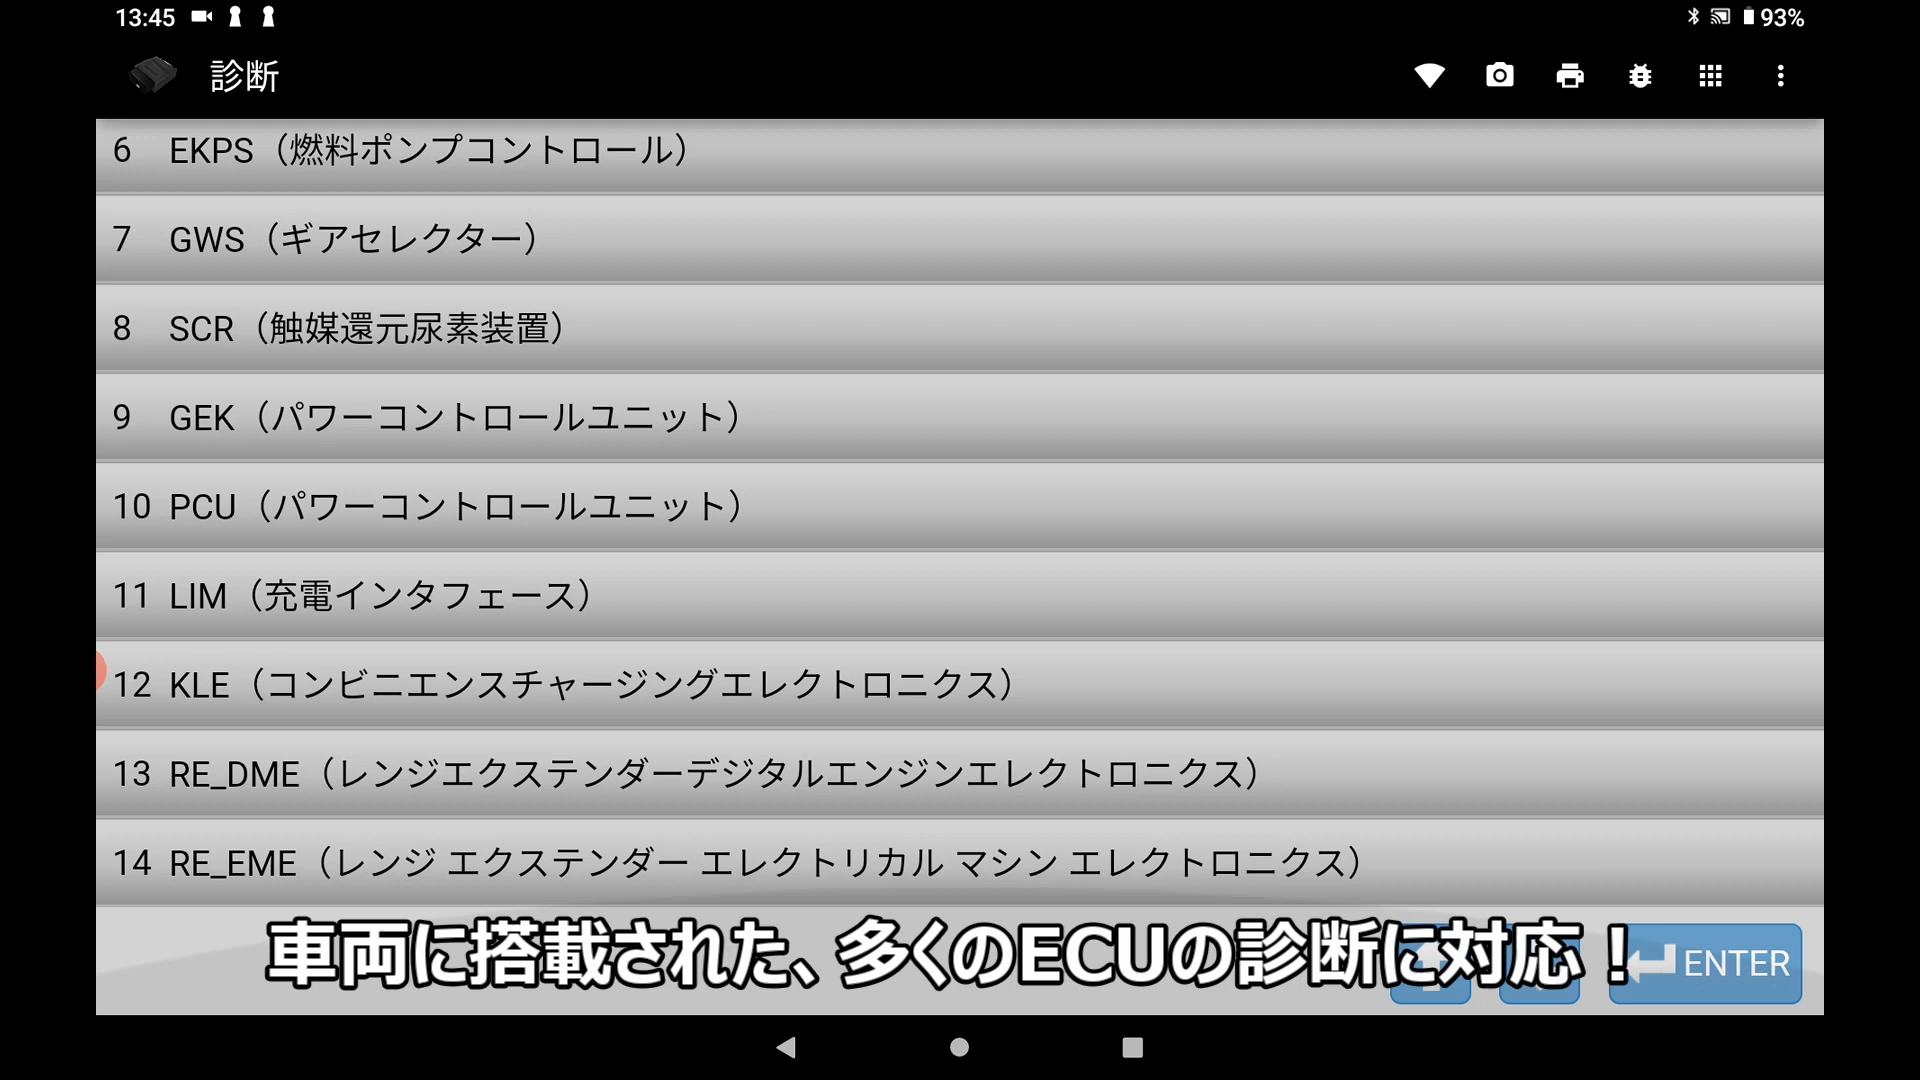 13:45 93%
診断
6 EKPS（燃料ポンプコントロール）
7 GWS（ギアセレクター）
8 SCR（触媒還元尿素装置）
9 GEK（パワーコントロールユニット）
10 PCU（パワーコントロールユニット）
11 LIM（充電インタフェース）
12 KLE（コンビニエンスチャージングエレクトロニクス）
13 RE_DME（レンジエクステンダーデジタルエンジンエレクトロニクス）
14 RE_EME（レンジ エクステンダー エレクトリカル マシン エレクトロニクス）
車両に搭載された、多くのECUの診断に対応！
ENTER